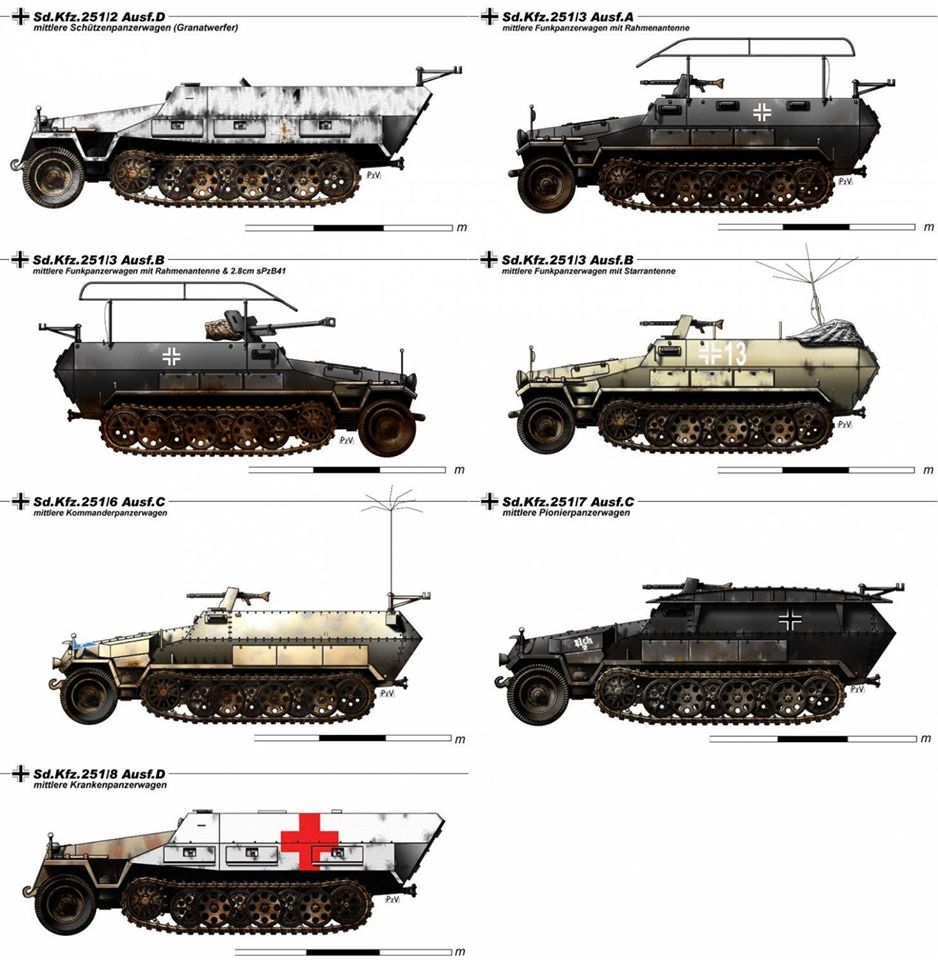 Sd.Kfz.251/2 Ausf.D
mittlere Schützenpanzerwagen (Granatwerfer)
PzV
m
Sd.Kfz.251/3 Ausf.A
mittlere Funkpanzerwagen mit Rahmenantenne
PzV
m
Sd.Kfz.251/3 Ausf.B
mittlere Funkpanzerwagen mit Rahmenantenne & 2.8cm sPzB41
PzV
m
Sd.Kfz.251/3 Ausf.B
mittlere Funkpanzerwagen mit Starrantenne
13
PzV
m
Sd.Kfz.251/6 Ausf.C
mittlere Kommanderpanzerwagen
PzV
m
Sd.Kfz.251/7 Ausf.C
mittlere Pionierpanzerwagen
PzV
m
Sd.Kfz.251/8 Ausf.D
mittlere Krankenpanzerwagen
PzV
m